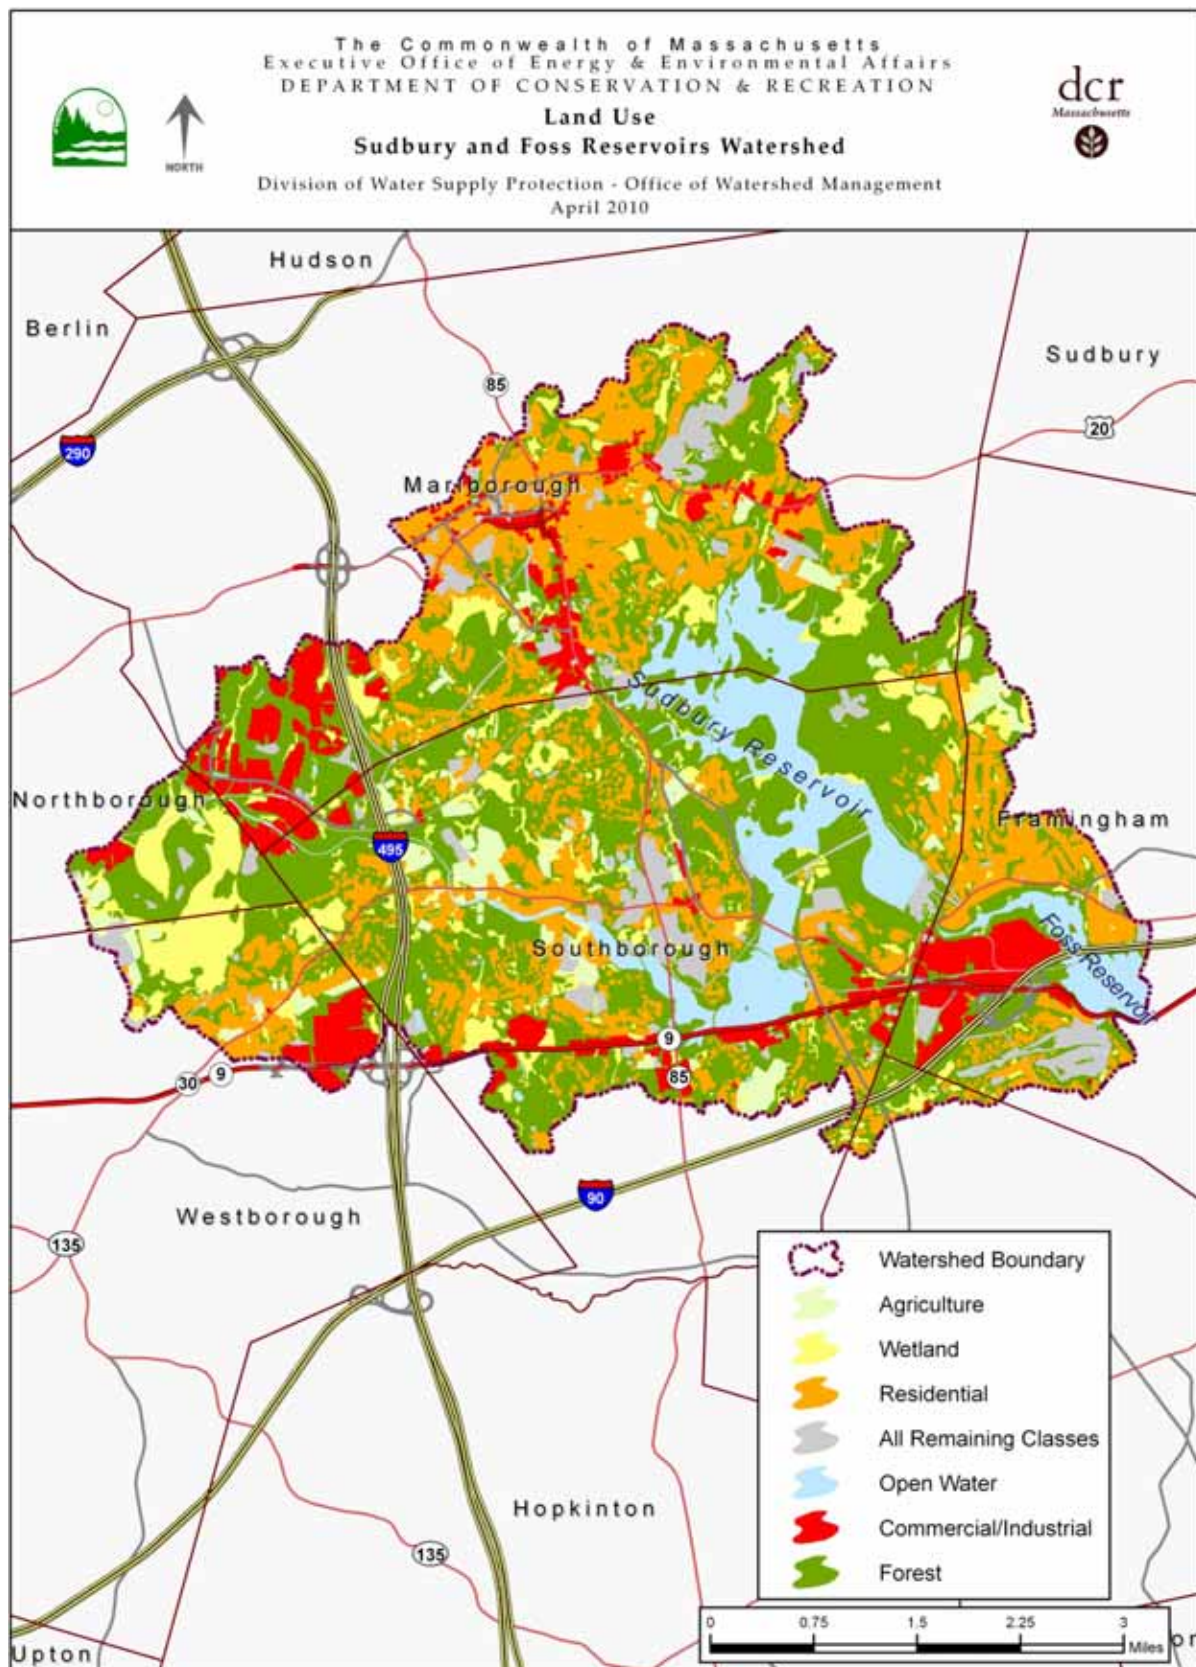 The Commonwealth of Massachusetts
Executive Office of Energy & Environmental Affairs
DEPARTMENT OF CONSERVATION & RECREATION
Land Use
Sudbury and Foss Reservoirs Watershed
Division of Water Supply Protection - Office of Watershed Management
April 2010
NORTH
dcr
Massachusetts
Hudson
Berlin
Sudbury
85
20
290
Marlborough
Sudbury Reservoir
Northborough
Framingham
495
Southborough
Foss Reservoir
9
30
9
85
90
Westborough
135
Watershed Boundary
Agriculture
Wetland
Residential
All Remaining Classes
Open Water
Commercial/Industrial
Forest
Hopkinton
135
0 0.75 1.5 2.25 3
Miles
Upton